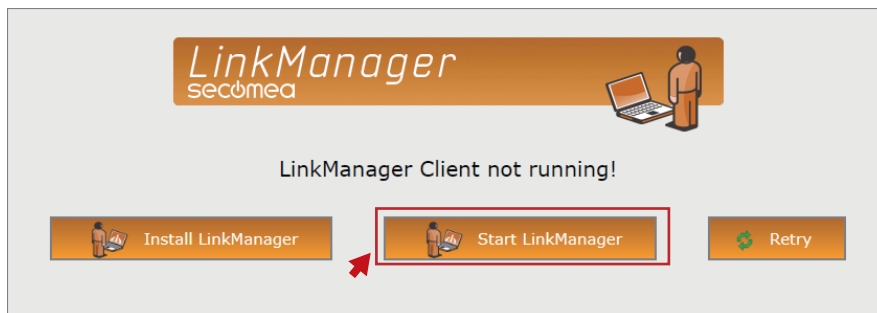 LinkManager
secomea
LinkManager Client not running!
Install LinkManager
Start LinkManager
Retry